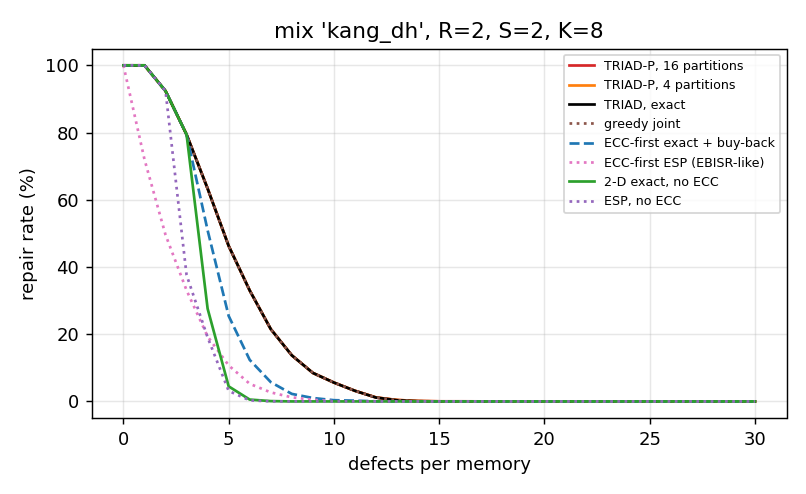 mix 'kang_dh', R=2, S=2, K=8
100
80
60
40
20
0
repair rate (%)
TRIAD-P, 16 partitions
TRIAD-P, 4 partitions
TRIAD, exact
greedy joint
ECC-first exact + buy-back
ECC-first ESP (EBISR-like)
2-D exact, no ECC
ESP, no ECC
0 5 10 15 20 25 30
defects per memory